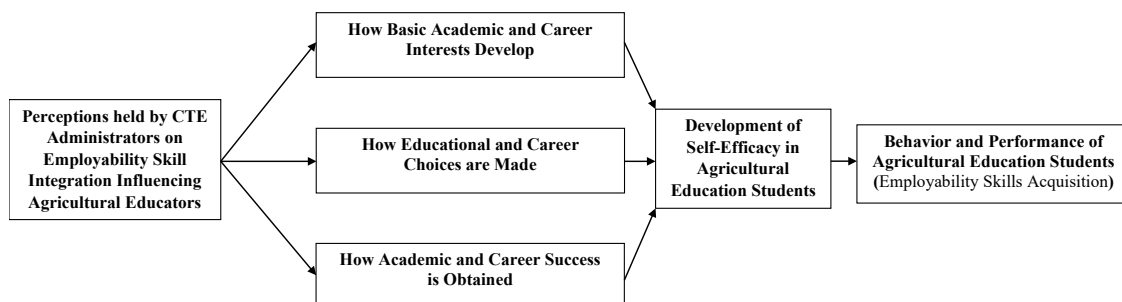 How Basic Academic and Career
Interests Develop
Perceptions held by CTE
Administrators on
Employability Skill
Integration Influencing
Agricultural Educators
How Educational and Career
Choices are Made
Development of
Self-Efficacy in
Agricultural
Education Students
Behavior and Performance of
Agricultural Education Students
(Employability Skills Acquisition)
How Academic and Career Success
is Obtained